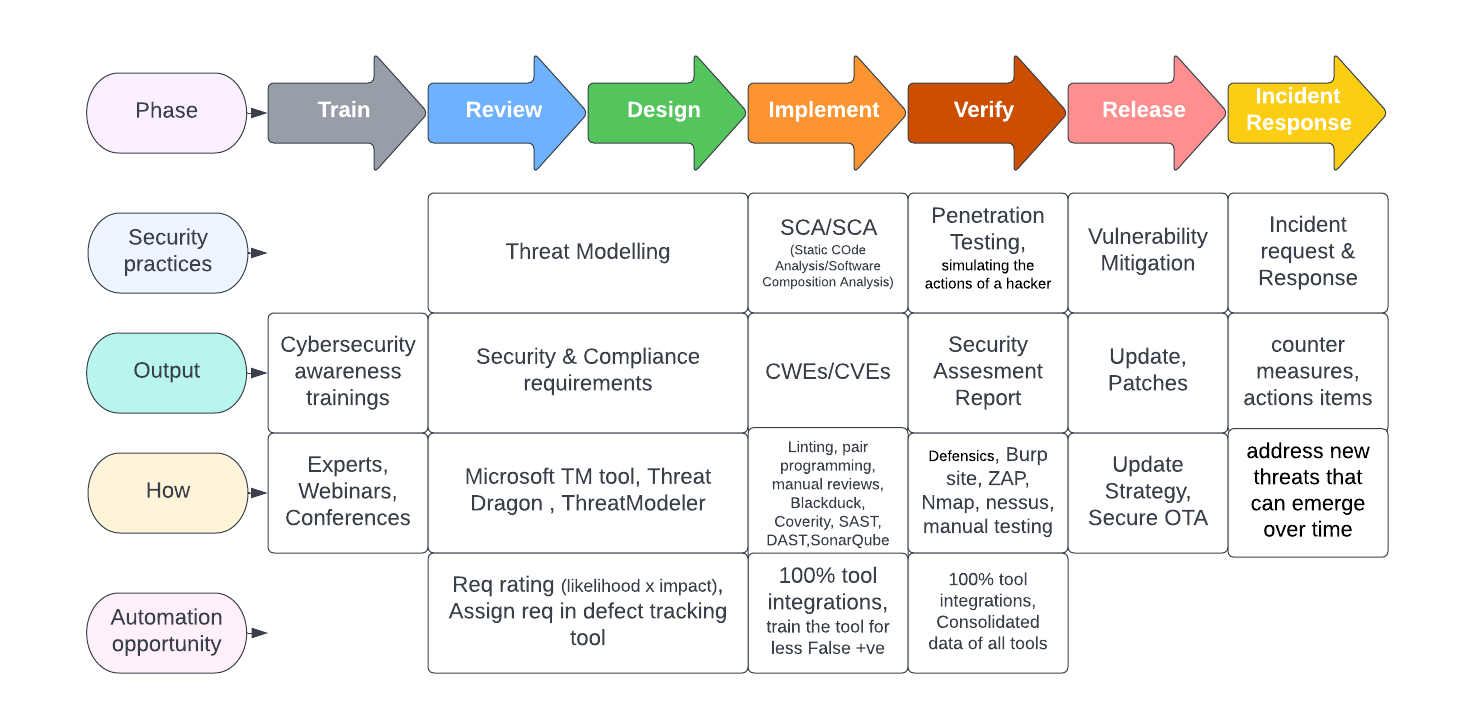 Phase
Train
Review
Design
Implement
Verify
Release
Incident
Response
Security
practices
Threat Modelling
SCA/SCA
(Static COde
Analysis/Software
Composition Analysis)
Penetration
Testing,
simulating the
actions of a hacker
Vulnerability
Mitigation
Incident
request &
Response
Output
Cybersecurity
awareness
trainings
Security & Compliance
requirements
CWEs/CVEs
Security
Assesment
Report
Update,
Patches
counter
measures,
actions items
How
Experts,
Webinars,
Conferences
Microsoft TM tool, Threat
Dragon , ThreatModeler
Linting, pair
programming,
manual reviews,
Blackduck,
Coverity, SAST,
DAST,SonarQube
Defensics, Burp
site, ZAP,
Nmap, nessus,
manual testing
Update
Strategy,
Secure OTA
address new
threats that
can emerge
over time
Automation
opportunity
Req rating (likelihood x impact),
Assign req in defect tracking
tool
100% tool
integrations,
train the tool for
less False +ve
100% tool
integrations,
Consolidated
data of all tools